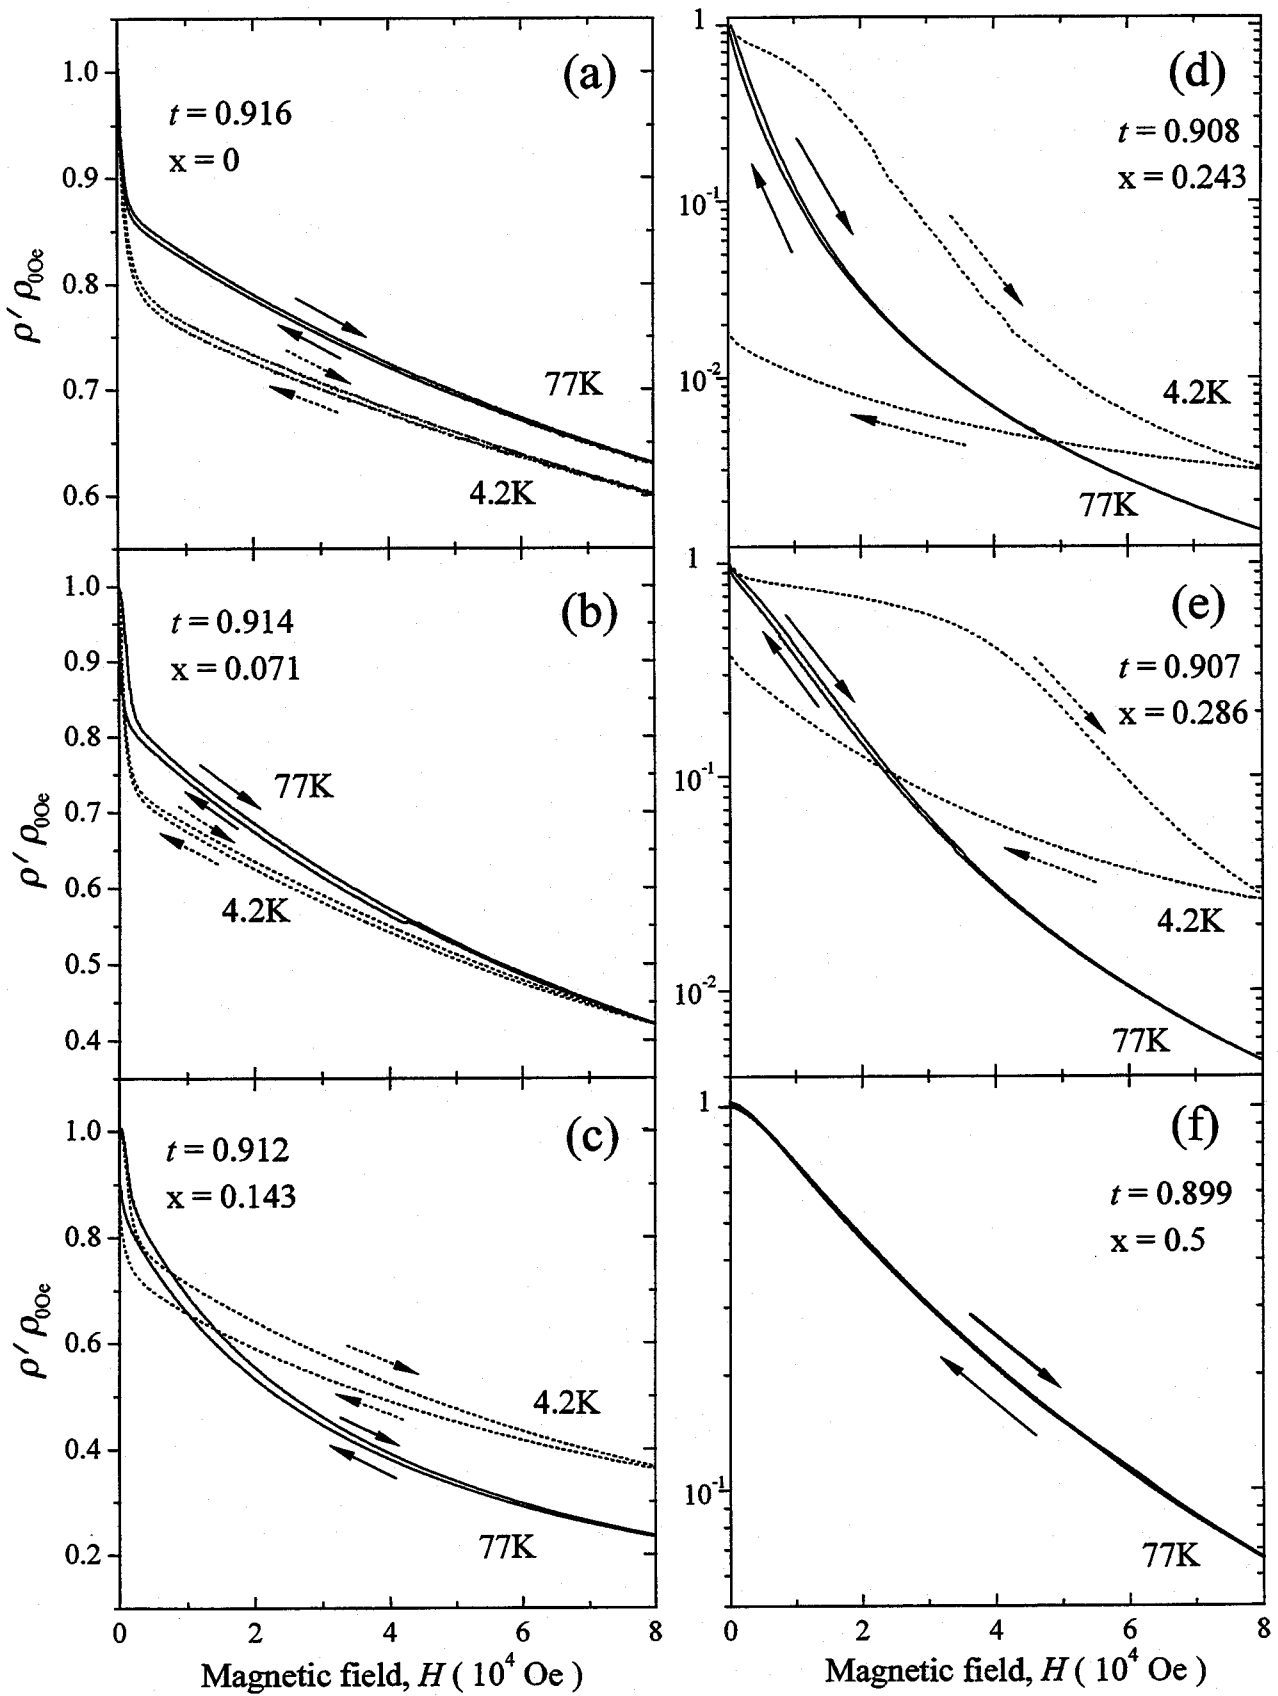 (a)
t = 0.916
x = 0
1.0
0.9
0.8
0.7
0.6
ρ/ρ0Oe
77K
4.2K
(b)
t = 0.914
x = 0.071
1.0
0.9
0.8
0.7
0.6
0.5
0.4
ρ/ρ0Oe
77K
4.2K
(c)
t = 0.912
x = 0.143
1.0
0.8
0.6
0.4
0.2
ρ/ρ0Oe
4.2K
77K
0 2 4 6 8
Magnetic field, H ( 10^4 Oe )
(d)
t = 0.908
x = 0.243
1
10^-1
10^-2
4.2K
77K
(e)
t = 0.907
x = 0.286
1
10^-1
10^-2
4.2K
77K
(f)
t = 0.899
x = 0.5
1
10^-1
77K
0 2 4 6 8
Magnetic field, H ( 10^4 Oe )